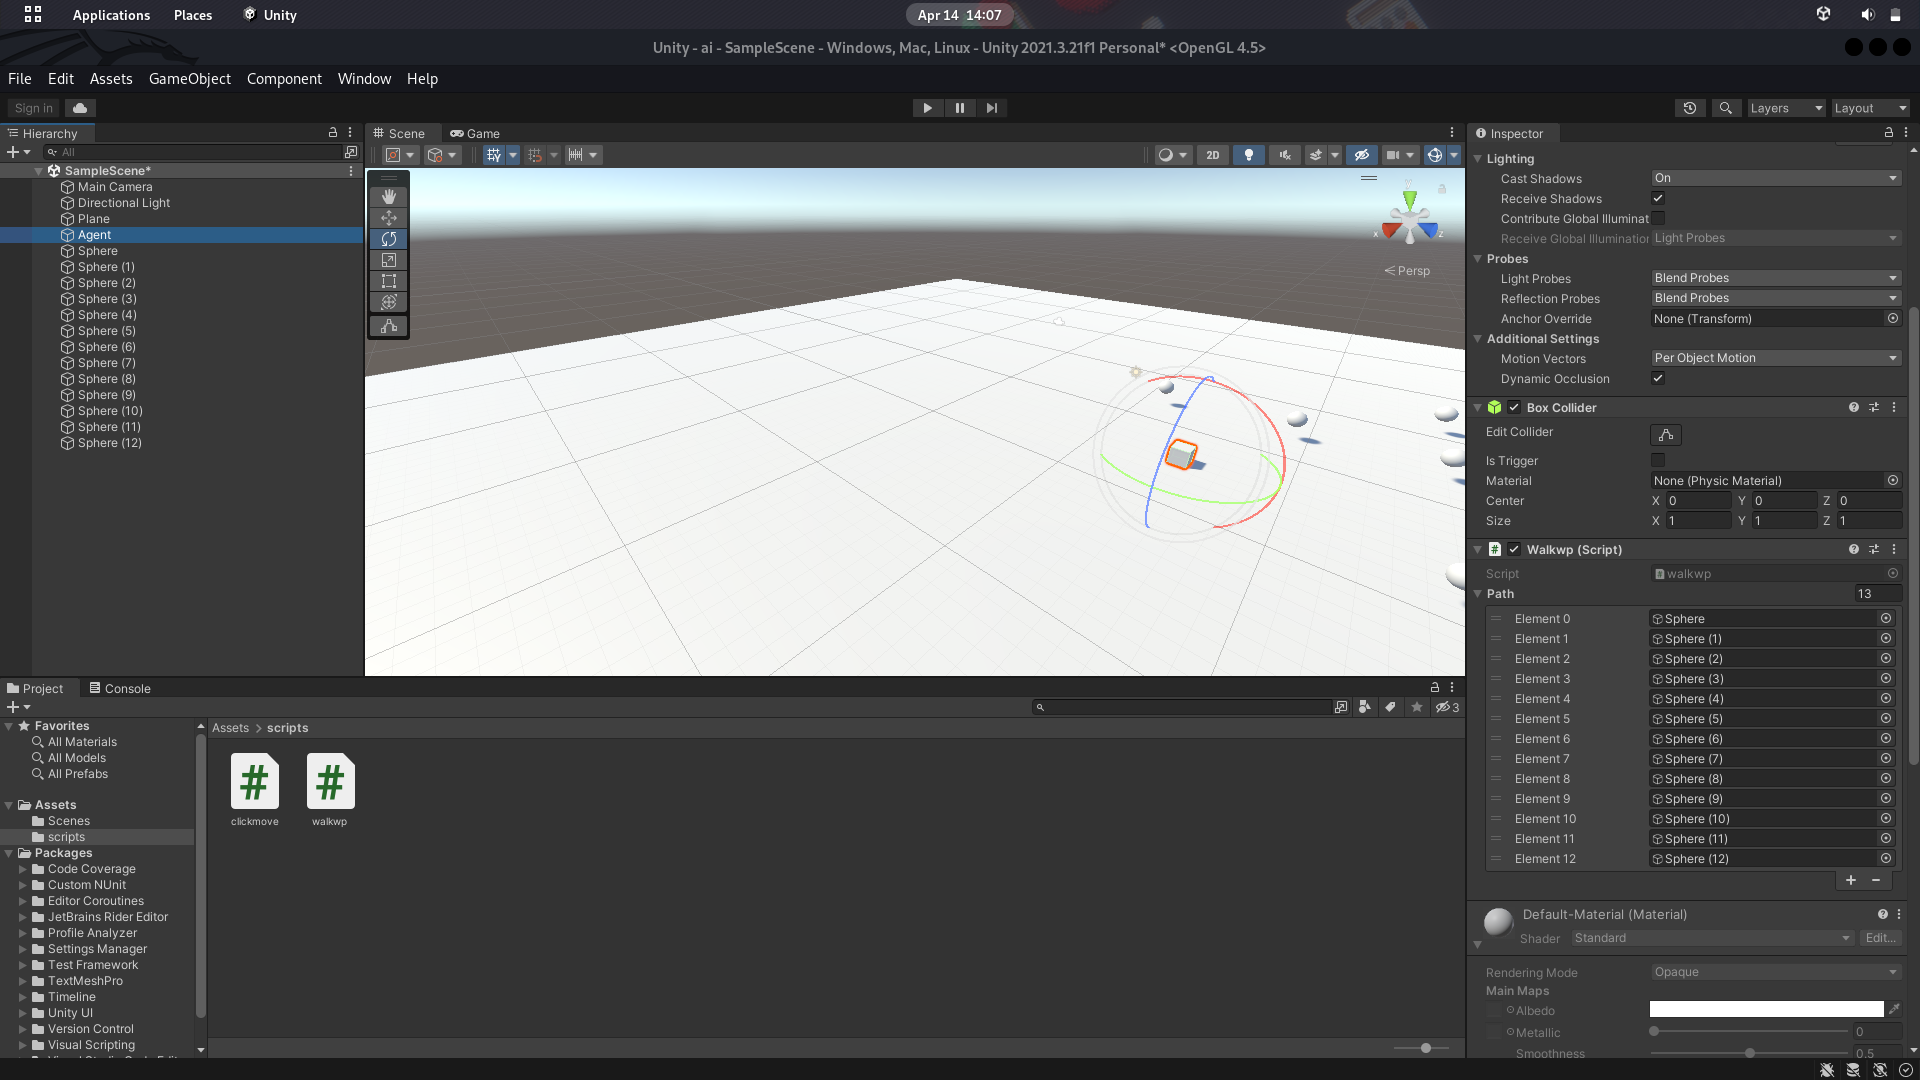 Applications Places Unity
Apr 14 14:07
Unity - ai - SampleScene - Windows, Mac, Linux - Unity 2021.3.21f1 Personal* <OpenGL 4.5>
File Edit Assets GameObject Component Window Help
Sign in
Layers Layout
Hierarchy
All
SampleScene*
Main Camera
Directional Light
Plane
Agent
Sphere
Sphere (1)
Sphere (2)
Sphere (3)
Sphere (4)
Sphere (5)
Sphere (6)
Sphere (7)
Sphere (8)
Sphere (9)
Sphere (10)
Sphere (11)
Sphere (12)
Scene Game
2D
x z
Persp
Inspector
Lighting
Cast Shadows On
Receive Shadows
Contribute Global Illuminat
Receive Global Illumination Light Probes
Probes
Light Probes Blend Probes
Reflection Probes Blend Probes
Anchor Override None (Transform)
Additional Settings
Motion Vectors Per Object Motion
Dynamic Occlusion
Box Collider
Edit Collider
Is Trigger
Material None (Physic Material)
Center X 0 Y 0 Z 0
Size X 1 Y 1 Z 1
# Walkwp (Script)
Script walkwp
Path 13
Element 0 Sphere
Element 1 Sphere (1)
Element 2 Sphere (2)
Element 3 Sphere (3)
Element 4 Sphere (4)
Element 5 Sphere (5)
Element 6 Sphere (6)
Element 7 Sphere (7)
Element 8 Sphere (8)
Element 9 Sphere (9)
Element 10 Sphere (10)
Element 11 Sphere (11)
Element 12 Sphere (12)
+ −
Default-Material (Material)
Shader Standard Edit...
Rendering Mode Opaque
Main Maps
Albedo
Metallic 0
Smoothness 0.5
Project Console
3
Favorites
All Materials
All Models
All Prefabs
Assets
Scenes
scripts
Packages
Code Coverage
Custom NUnit
Editor Coroutines
JetBrains Rider Editor
Profile Analyzer
Settings Manager
Test Framework
TextMeshPro
Timeline
Unity UI
Version Control
Visual Scripting
Assets > scripts
# #
clickmove walkwp